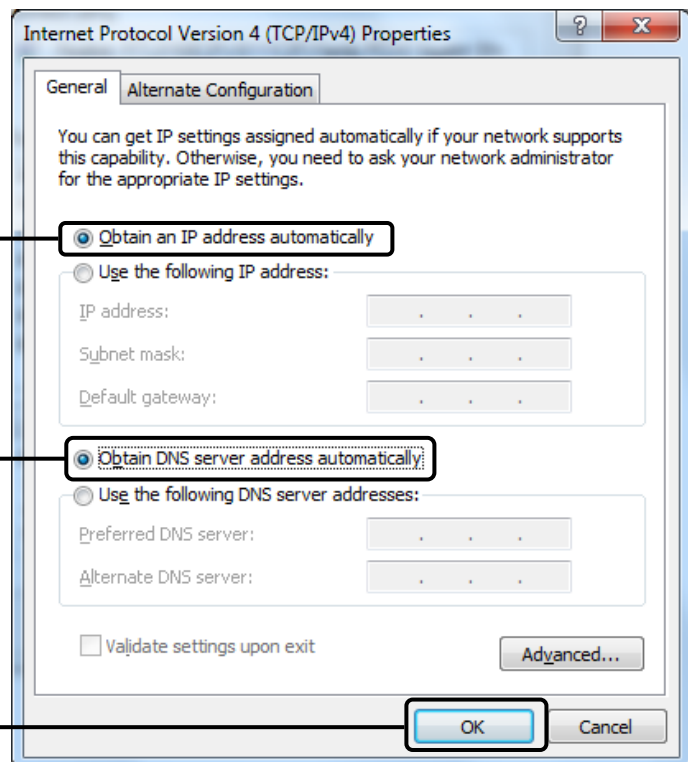 Internet Protocol Version 4 (TCP/IPv4) Properties
?
X
General
Alternate Configuration
You can get IP settings assigned automatically if your network supports
this capability. Otherwise, you need to ask your network administrator
for the appropriate IP settings.
Obtain an IP address automatically
Use the following IP address:
IP address: . . .
Subnet mask: . . .
Default gateway: . . .
Obtain DNS server address automatically
Use the following DNS server addresses:
Preferred DNS server: . . .
Alternate DNS server: . . .
Validate settings upon exit
Advanced...
OK
Cancel